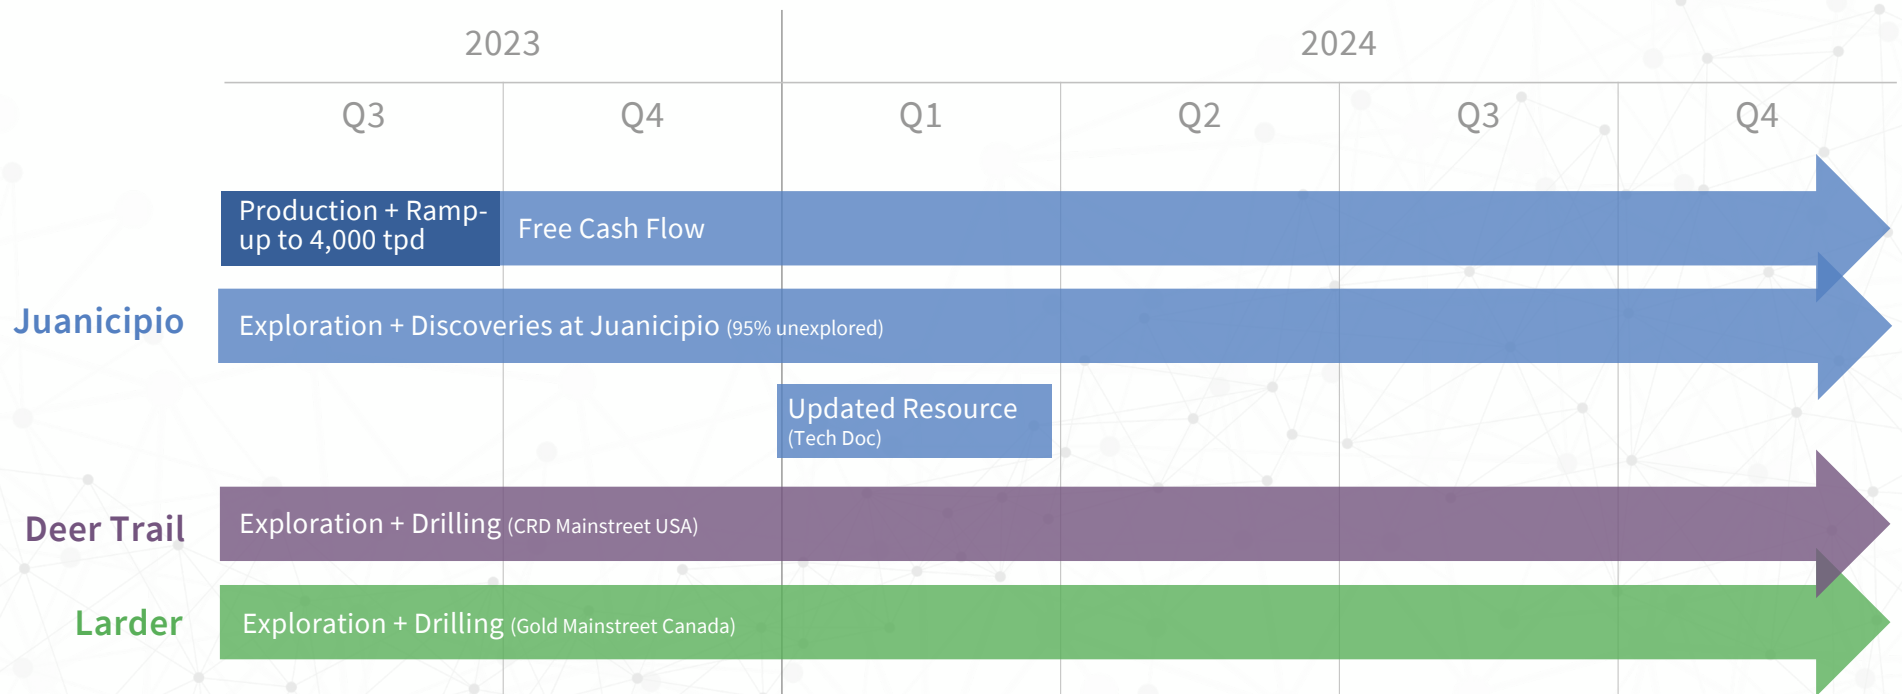 2023
2024
Q3
Q4
Q1
Q2
Q3
Q4
Production + Ramp-
up to 4,000 tpd
Free Cash Flow
Juanicipio
Exploration + Discoveries at Juanicipio (95% unexplored)
Updated Resource
(Tech Doc)
Deer Trail
Exploration + Drilling (CRD Mainstreet USA)
Larder
Exploration + Drilling (Gold Mainstreet Canada)